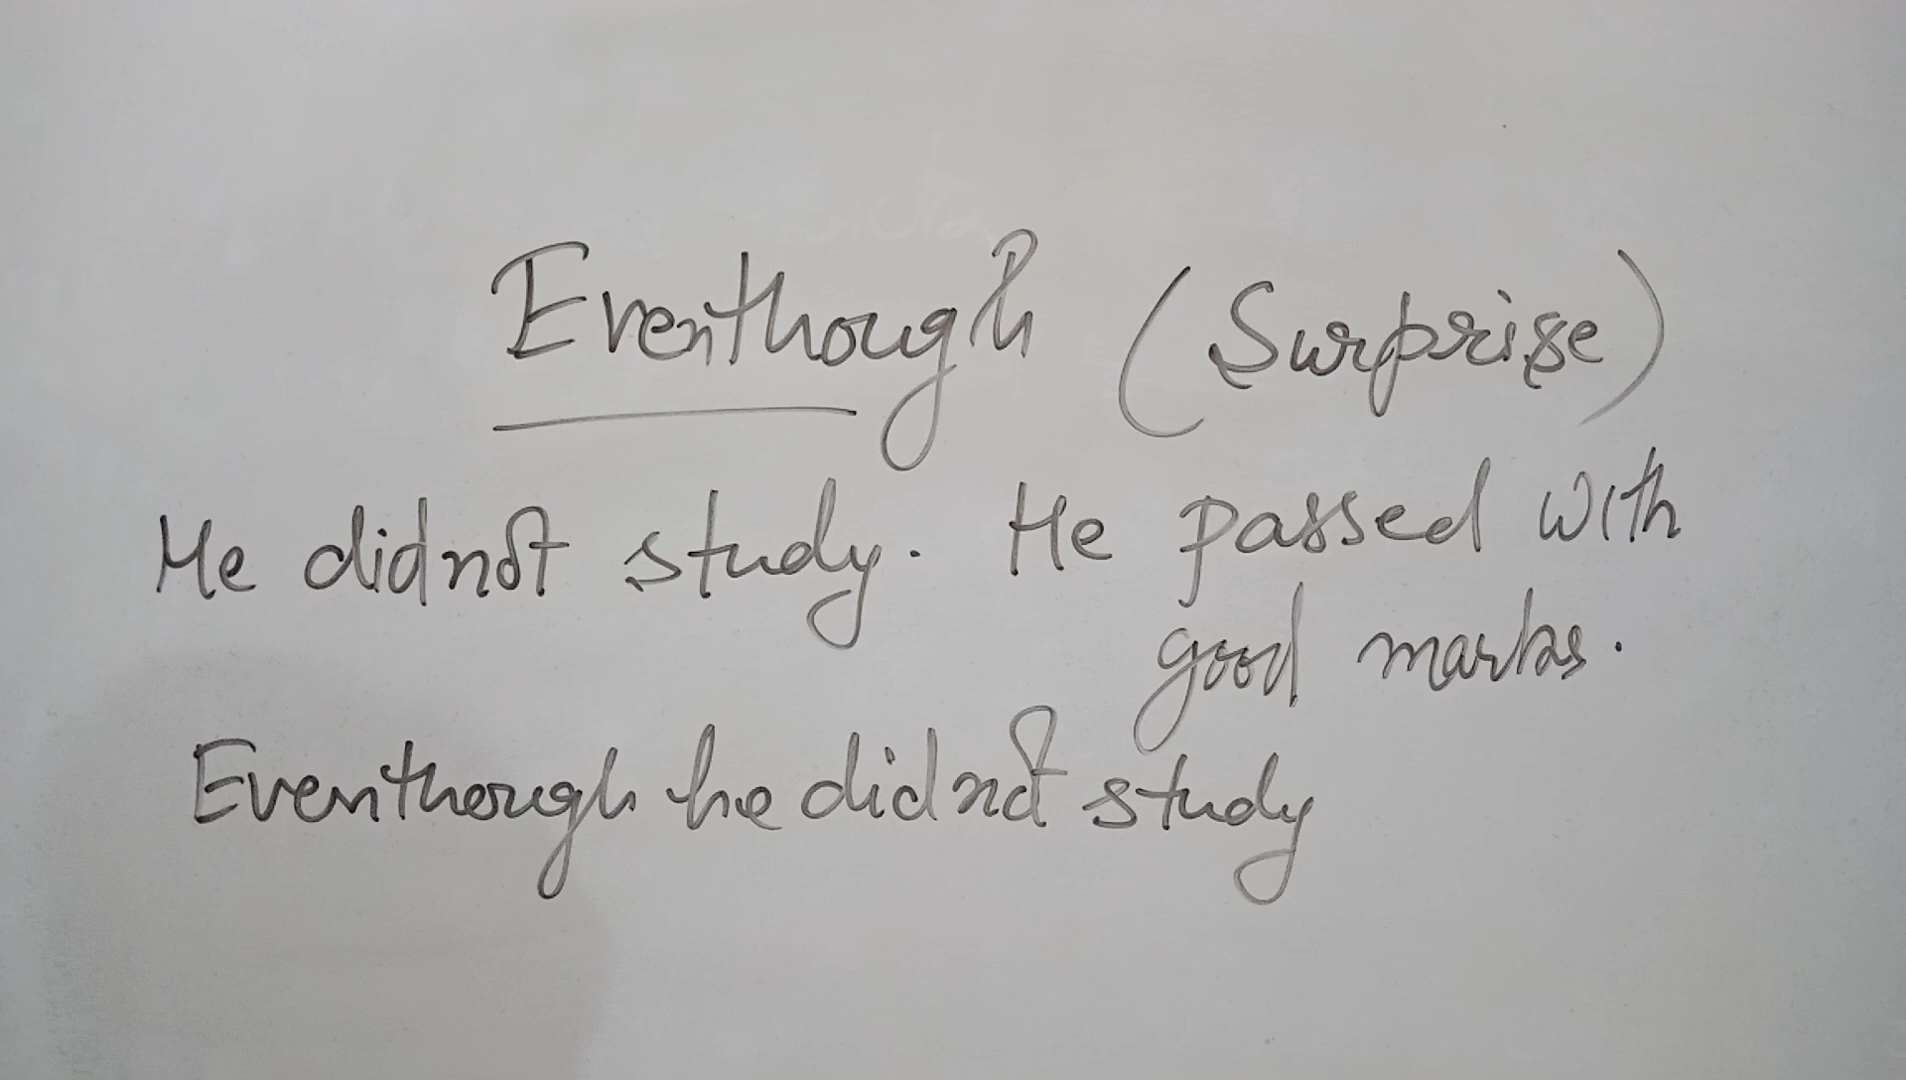 Eventhough (Surprise)
He didnot study. He passed with
good marks.
Eventhough he didnot study